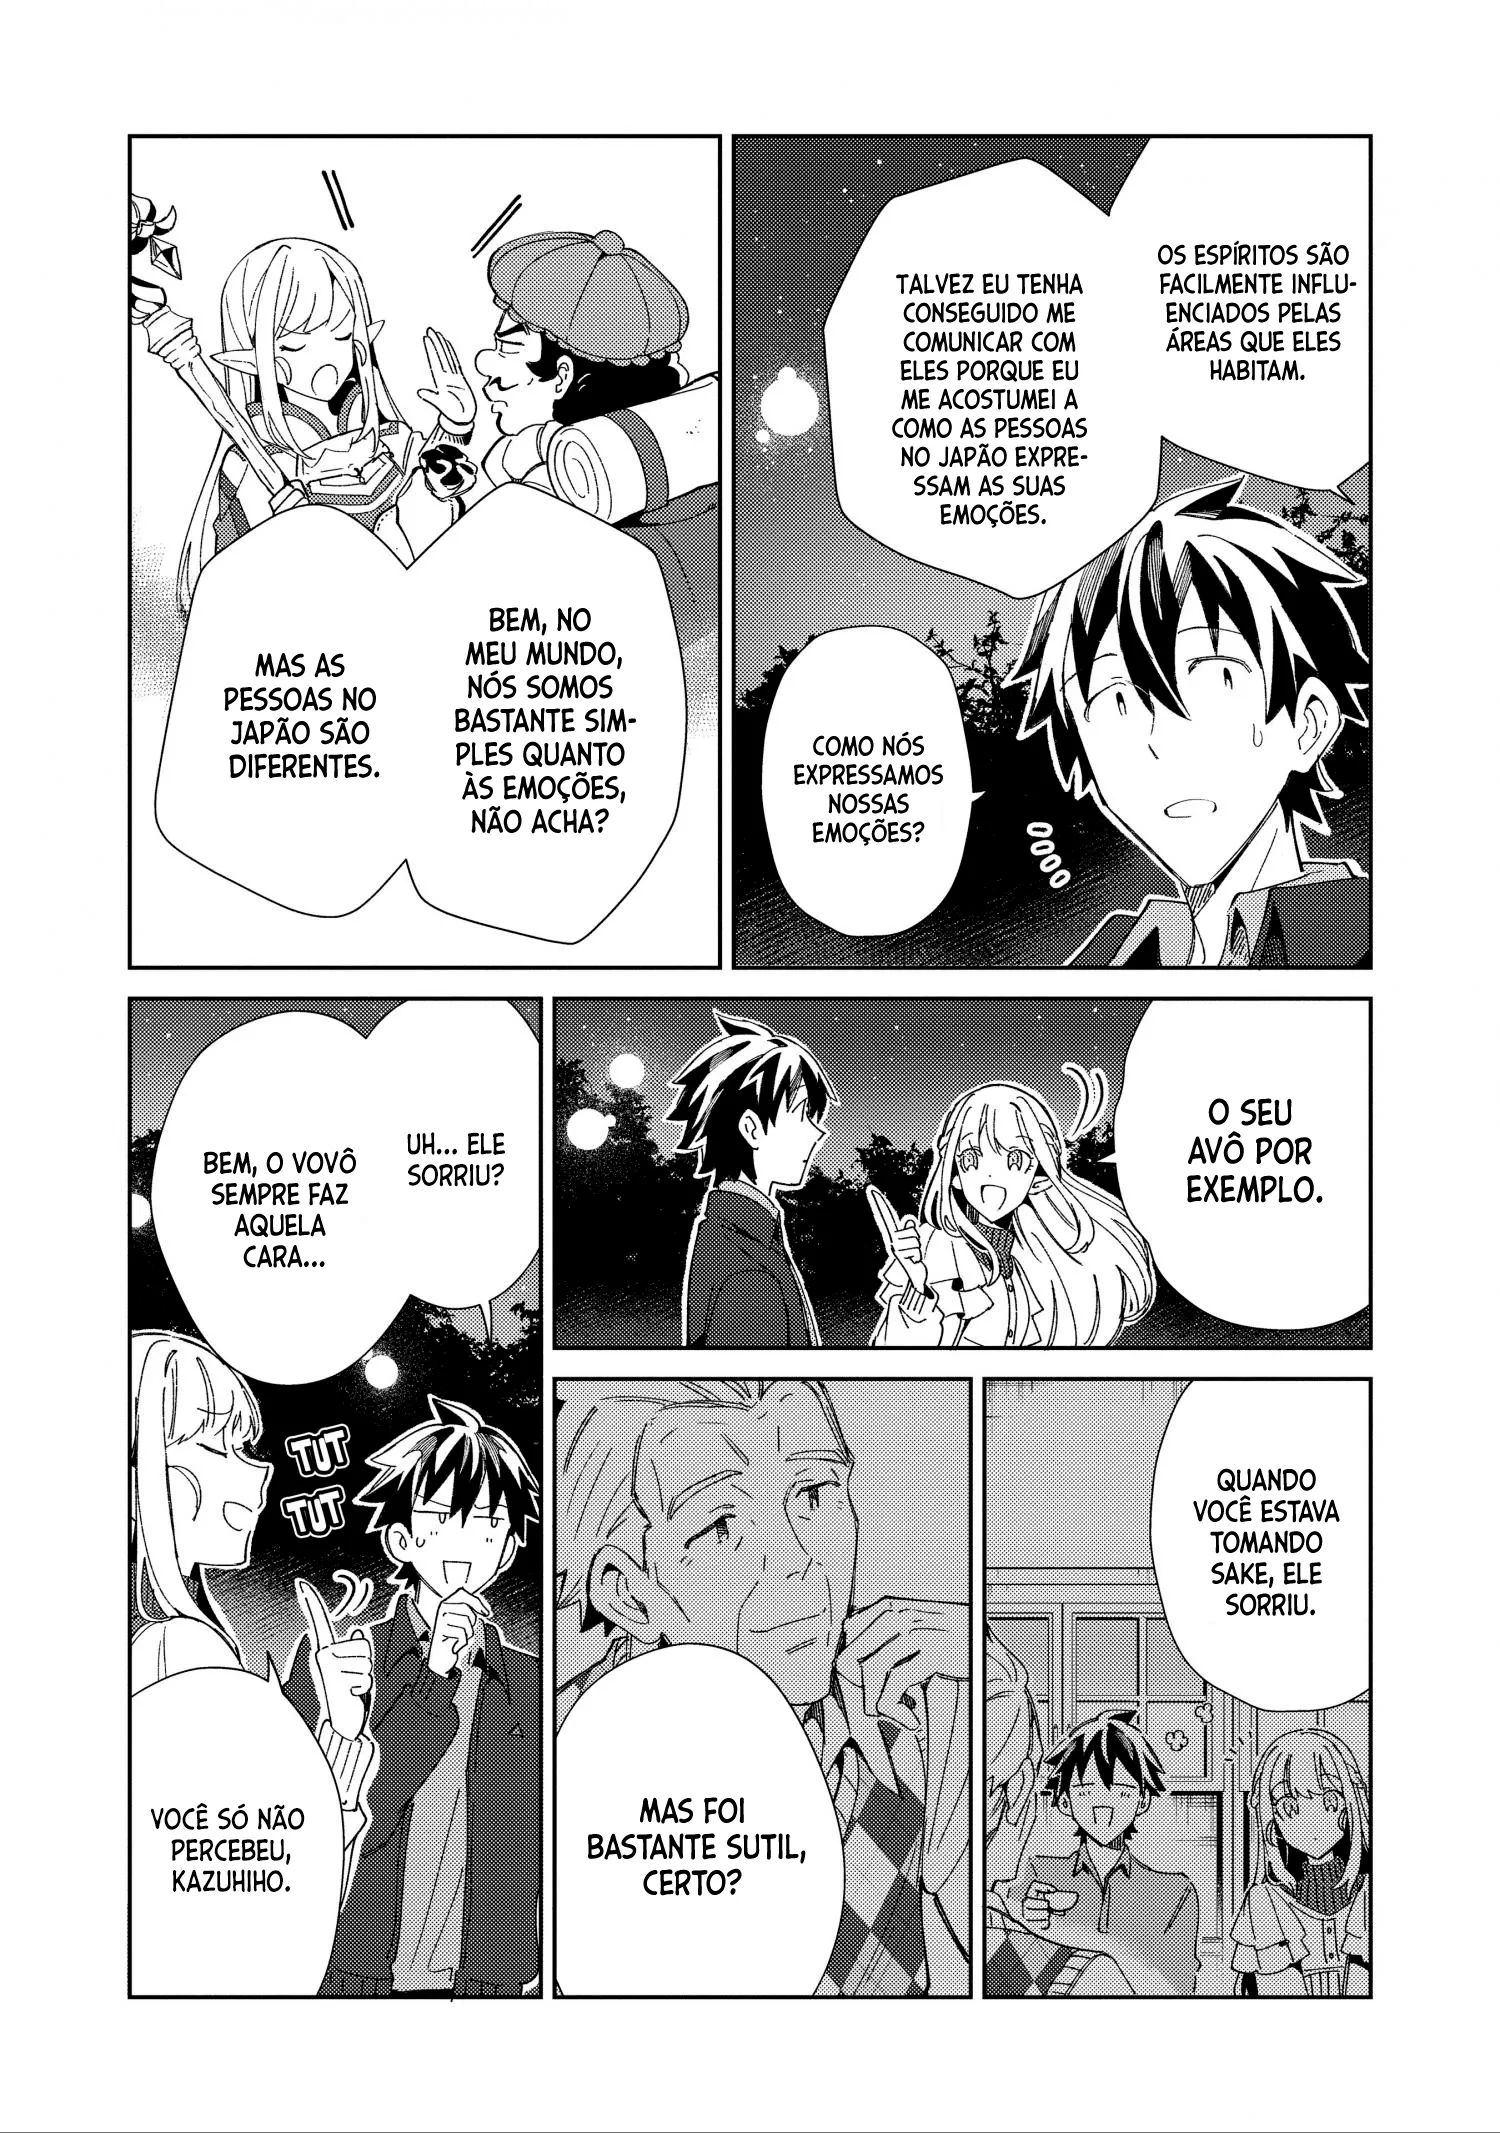 OS ESPÍRITOS SÃO
FACILMENTE INFLU-
ENCIADOS PELAS
ÁREAS QUE ELES
HABITAM.
TALVEZ EU TENHA
CONSEGUIDO ME
COMUNICAR COM
ELES PORQUE EU
ME ACOSTUMEI A
COMO AS PESSOAS
NO JAPÃO EXPRE-
SSAM AS SUAS
EMOÇÕES.
COMO NÓS
EXPRESSAMOS
NOSSAS
EMOÇÕES?
OOOO
BEM, NO
MEU MUNDO,
NÓS SOMOS
BASTANTE SIM-
PLES QUANTO
ÀS EMOÇÕES,
NÃO ACHA?
MAS AS
PESSOAS NO
JAPÃO SÃO
DIFERENTES.
O SEU
AVÔ POR
EXEMPLO.
QUANDO
VOCÊ ESTAVA
TOMANDO
SAKE, ELE
SORRIU.
MAS FOI
BASTANTE SUTIL,
CERTO?
UH... ELE
SORRIU?
BEM, O VOVÔ
SEMPRE FAZ
AQUELA
CARA...
TUT
TUT
VOCÊ SÓ NÃO
PERCEBEU,
KAZUHIHO.